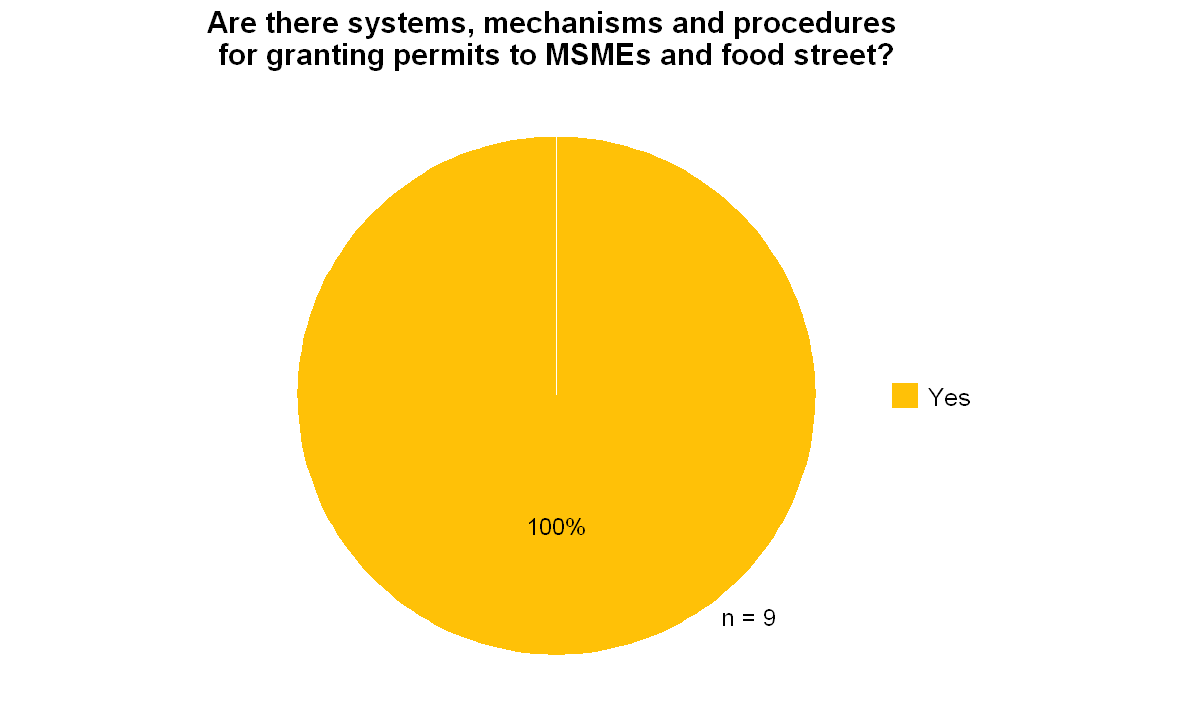 Are there systems, mechanisms and procedures
for granting permits to MSMEs and food street?
Yes
100%
n = 9